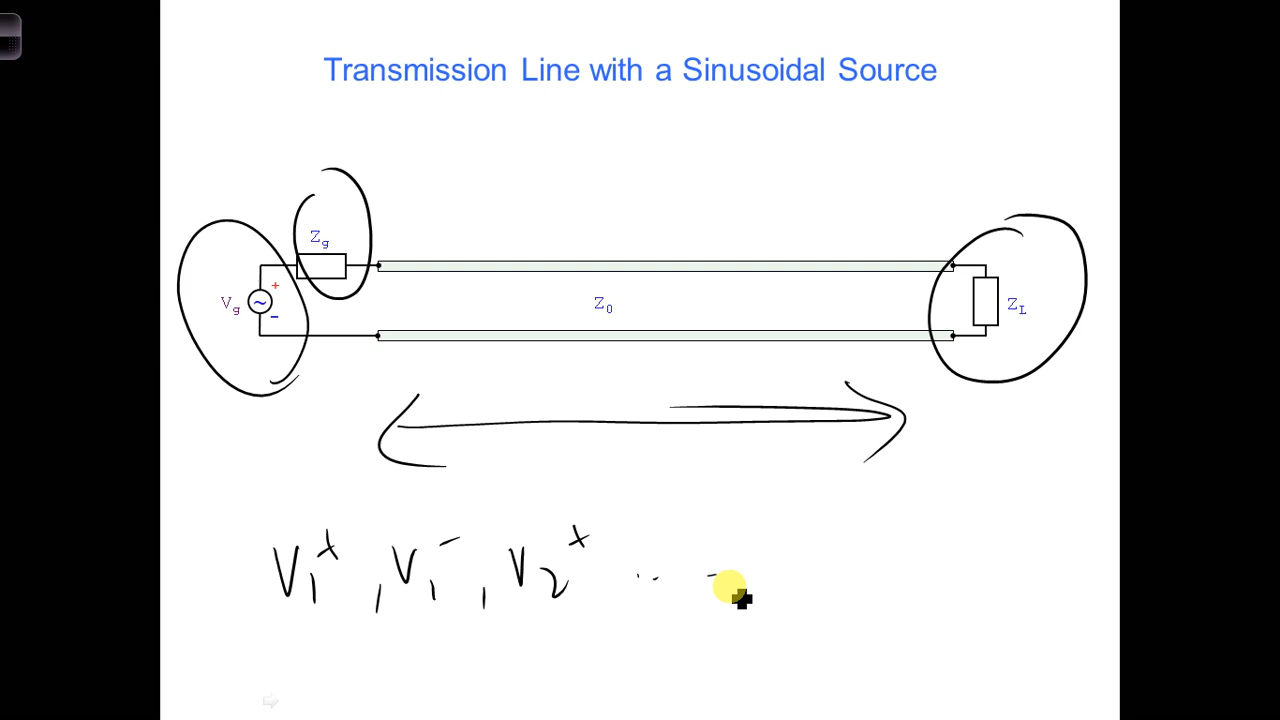 Transmission Line with a Sinusoidal Source
Zg
+
Vg
~
−
Z0
ZL
V1+ , V1− , V2+ ... -